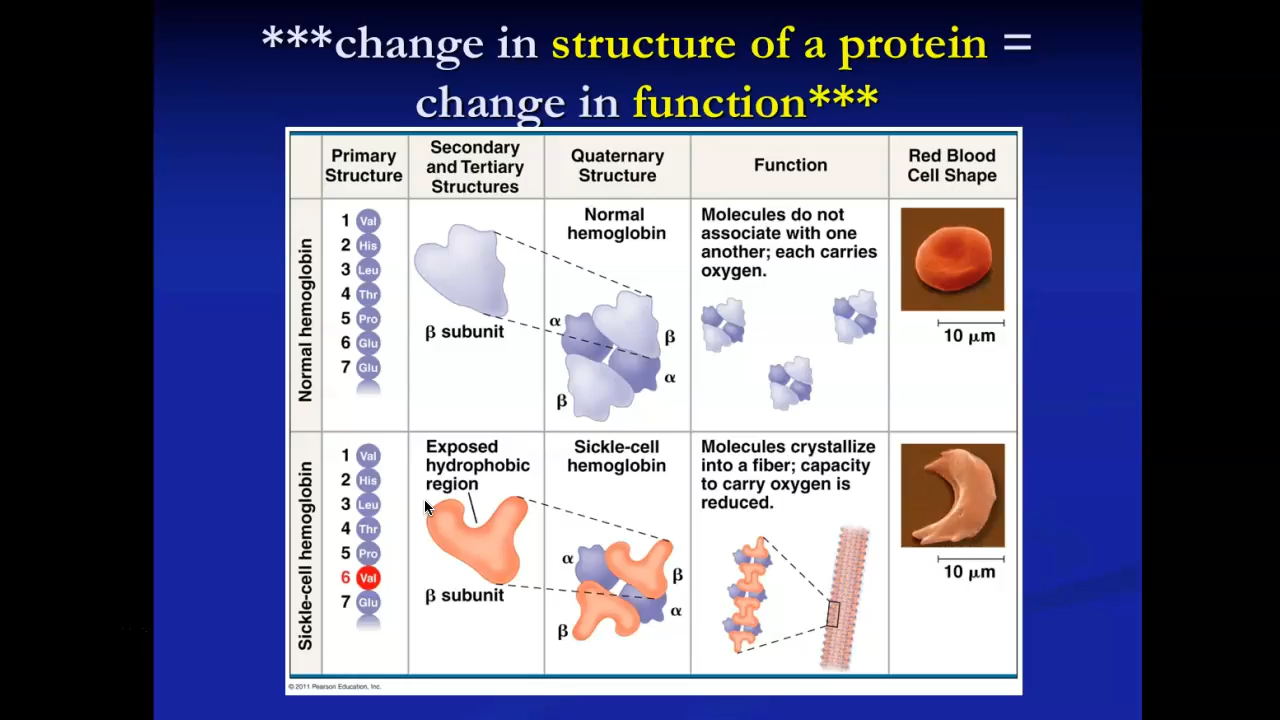 ***change in structure of a protein =
change in function***
Primary
Structure
Secondary
and Tertiary
Structures
Quaternary
Structure
Function
Red Blood
Cell Shape
Normal hemoglobin
1 Val
2 His
3 Leu
4 Thr
5 Pro
6 Glu
7 Glu
β subunit
Normal
hemoglobin
α
β
α
β
Molecules do not
associate with one
another; each carries
oxygen.
10 μm
Sickle-cell hemoglobin
1 Val
2 His
3 Leu
4 Thr
5 Pro
6 Val
7 Glu
Exposed
hydrophobic
region
β subunit
Sickle-cell
hemoglobin
α
β
α
β
Molecules crystallize
into a fiber; capacity
to carry oxygen is
reduced.
10 μm
© 2011 Pearson Education, Inc.